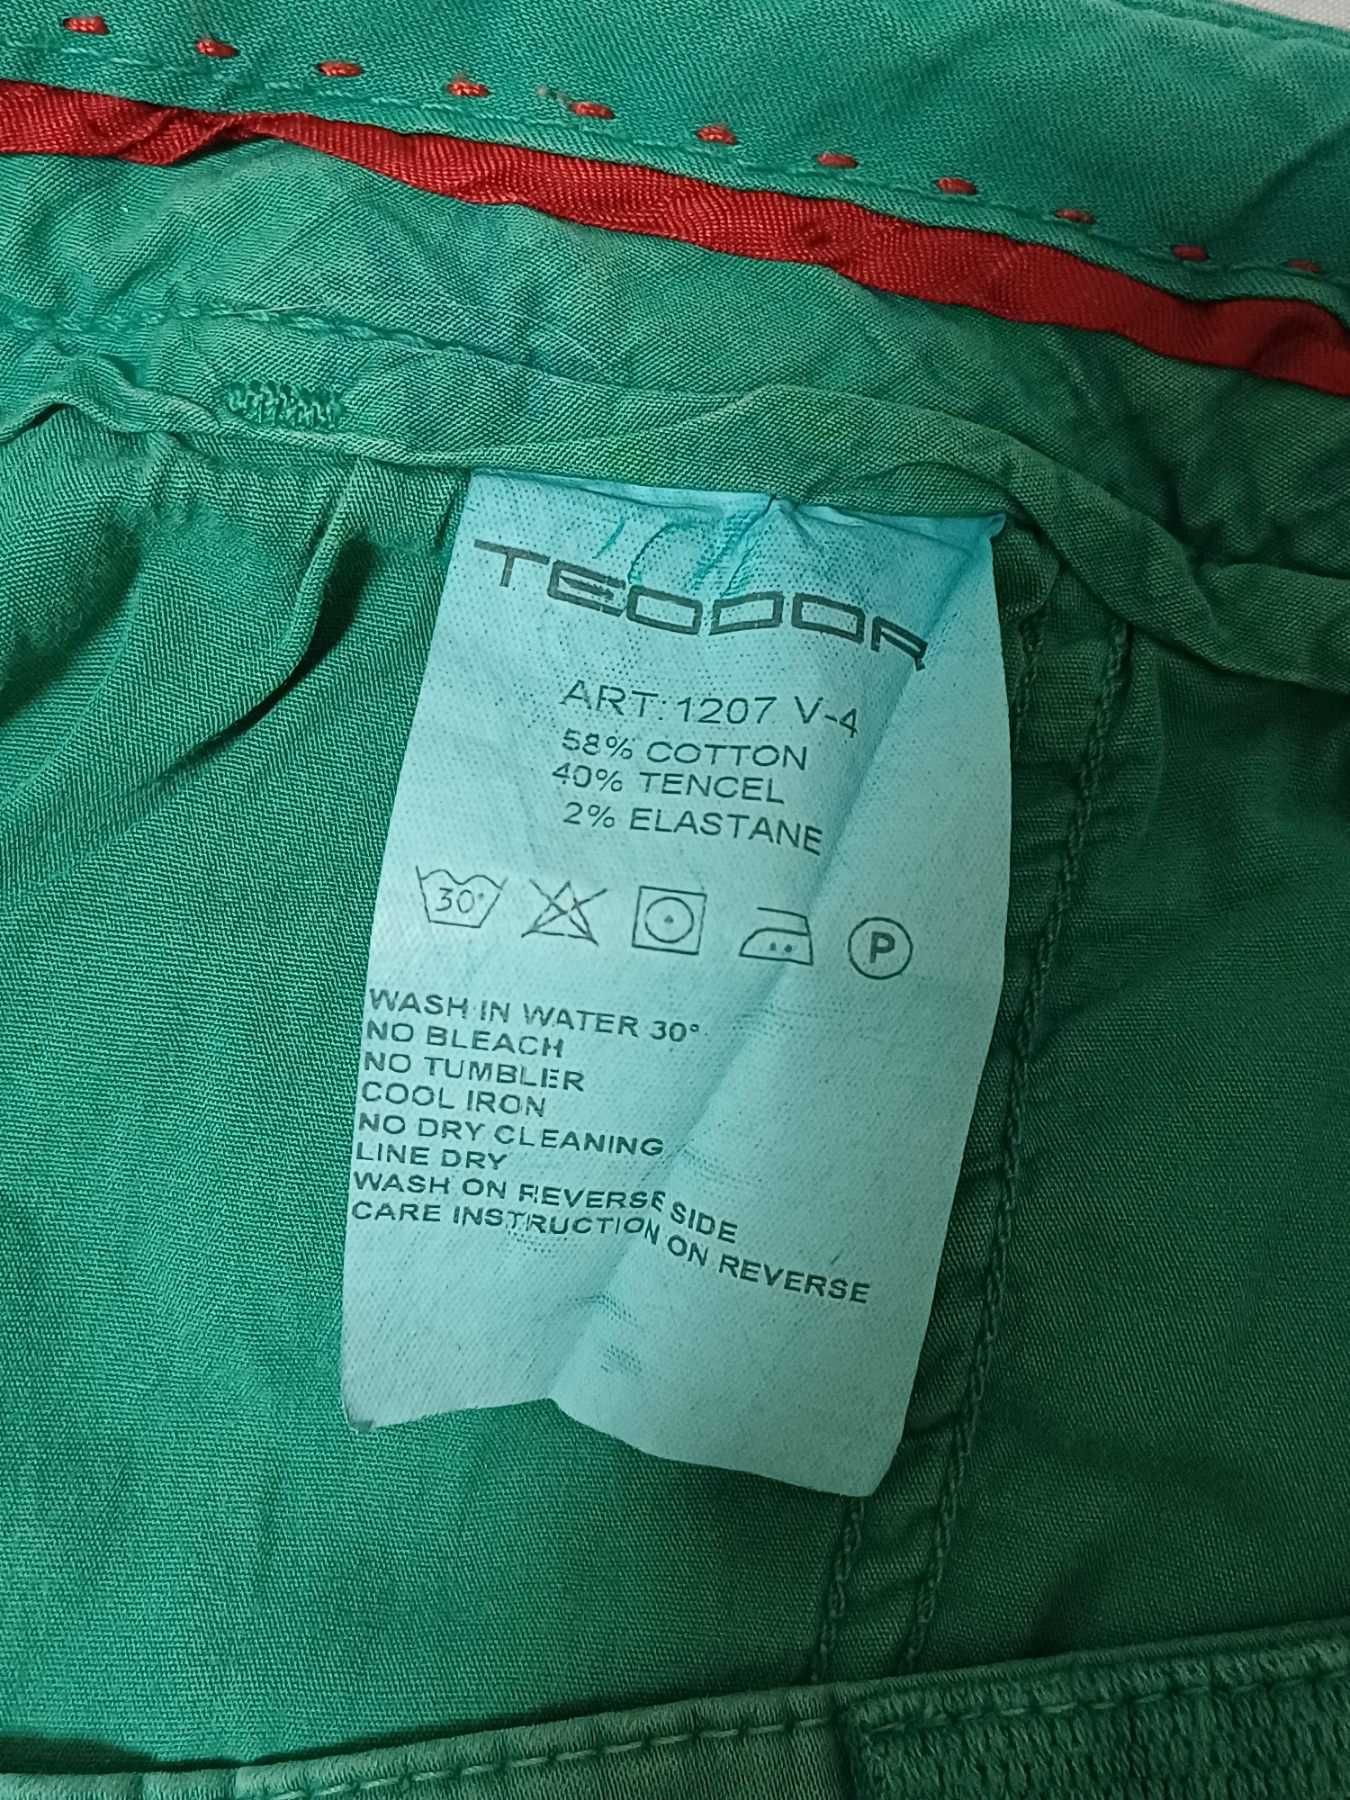 TEODOR
ART: 1207 V-4
58% COTTON
40% TENCEL
2% ELASTANE
30° P
WASH IN WATER 30°
NO BLEACH
NO TUMBLER
COOL IRON
NO DRY CLEANING
LINE DRY
WASH ON REVERSE SIDE
CARE INSTRUCTION ON REVERSE